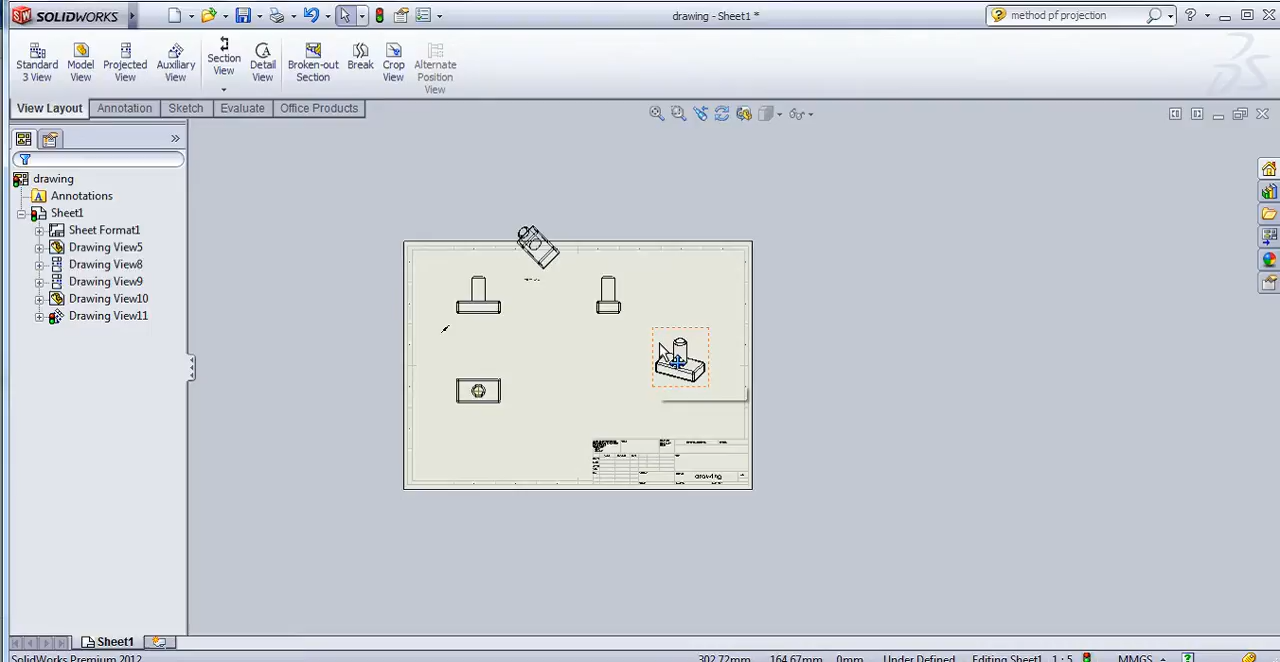 SOLIDWORKS
drawing - Sheet1 *
method pf projection
Standard 3 View
Model View
Projected View
Auxiliary View
Section View
Detail View
Broken-out Section
Break
Crop View
Alternate Position View
View Layout
Annotation
Sketch
Evaluate
Office Products
drawing
Annotations
Sheet1
Sheet Format1
Drawing View5
Drawing View8
Drawing View9
Drawing View10
Drawing View11
drawing
Sheet1
SolidWorks Premium 2012
302.72mm 164.67mm 0mm Under Defined Editing Sheet1 1 : 5 MMGS